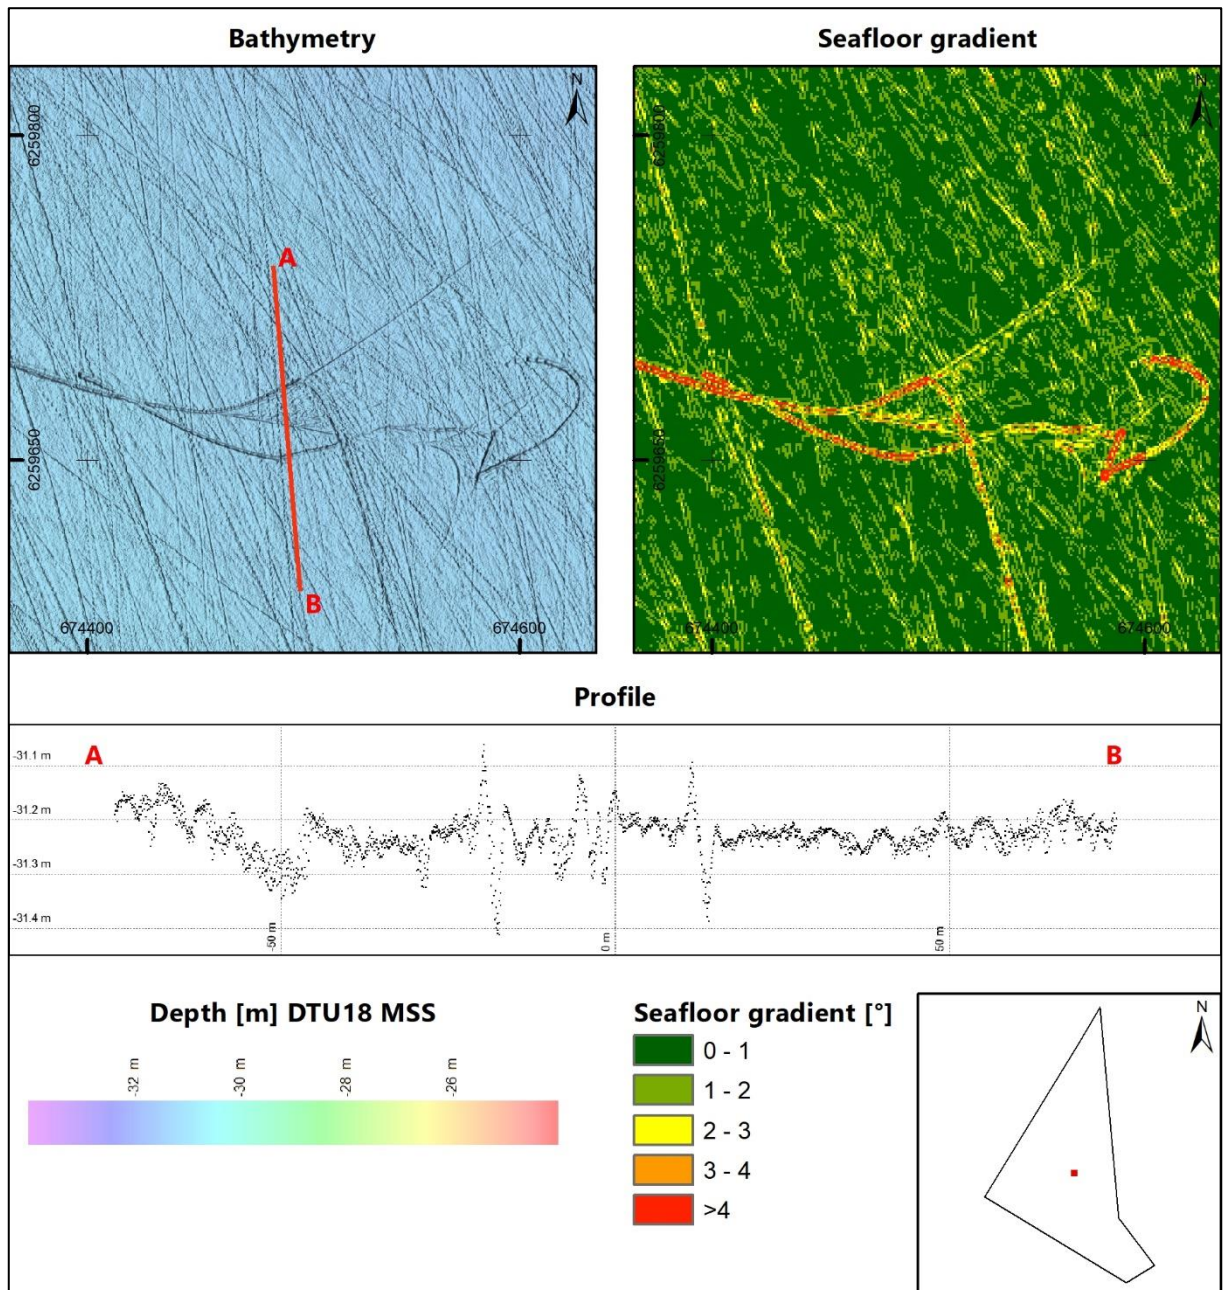 Bathymetry
Seafloor gradient
N
N
6259800
6259800
A
6259650
6259650
B
674400
674600
674400
674600
Profile
-31.1 m
A
B
-31.2 m
-31.3 m
-31.4 m
-50 m
0 m
50 m
Depth [m] DTU18 MSS
-32 m
-30 m
-28 m
-26 m
Seafloor gradient [°]
0 - 1
1 - 2
2 - 3
3 - 4
>4
N